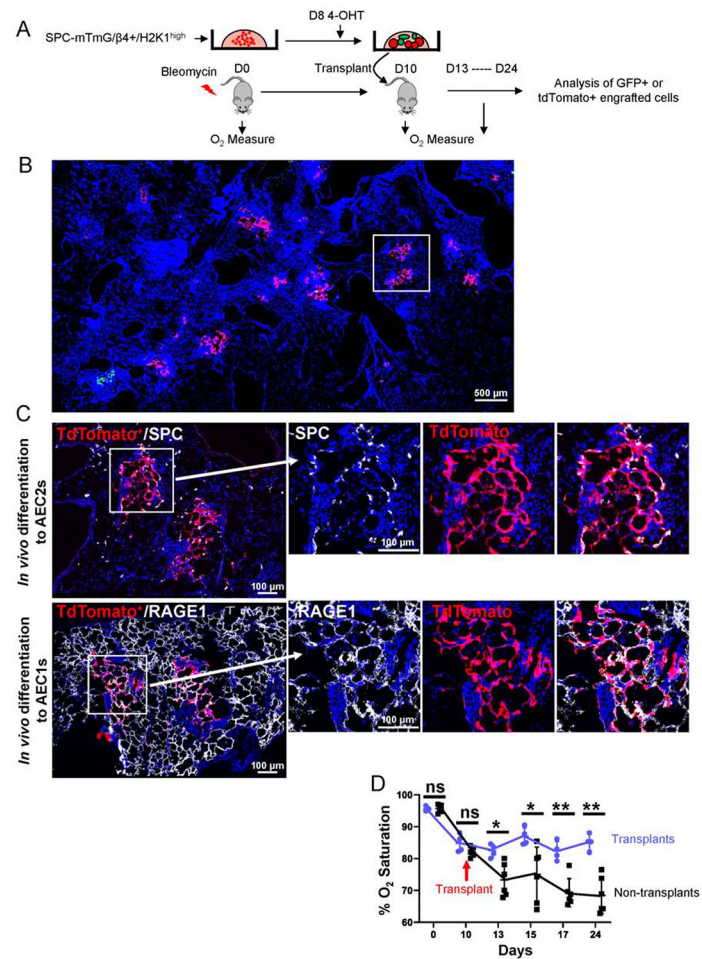 A
SPC-mTmG/β4+/H2K1high
D8 4-OHT
Bleomycin
D0
Transplant
D10
D13 ----- D24
Analysis of GFP+ or
tdTomato+ engrafted cells
O2 Measure
O2 Measure
B
500 µm
C
In vivo differentiation
to AEC2s
TdTomato+/SPC
SPC
TdTomato
100 µm
100 µm
In vivo differentiation
to AEC1s
TdTomato+/RAGE1
RAGE1
TdTomato
100 µm
100 µm
D
ns
ns
*
*
**
**
100
90
80
70
60
% O2 Saturation
Transplants
Transplant
Non-transplants
0
10
13
15
17
24
Days